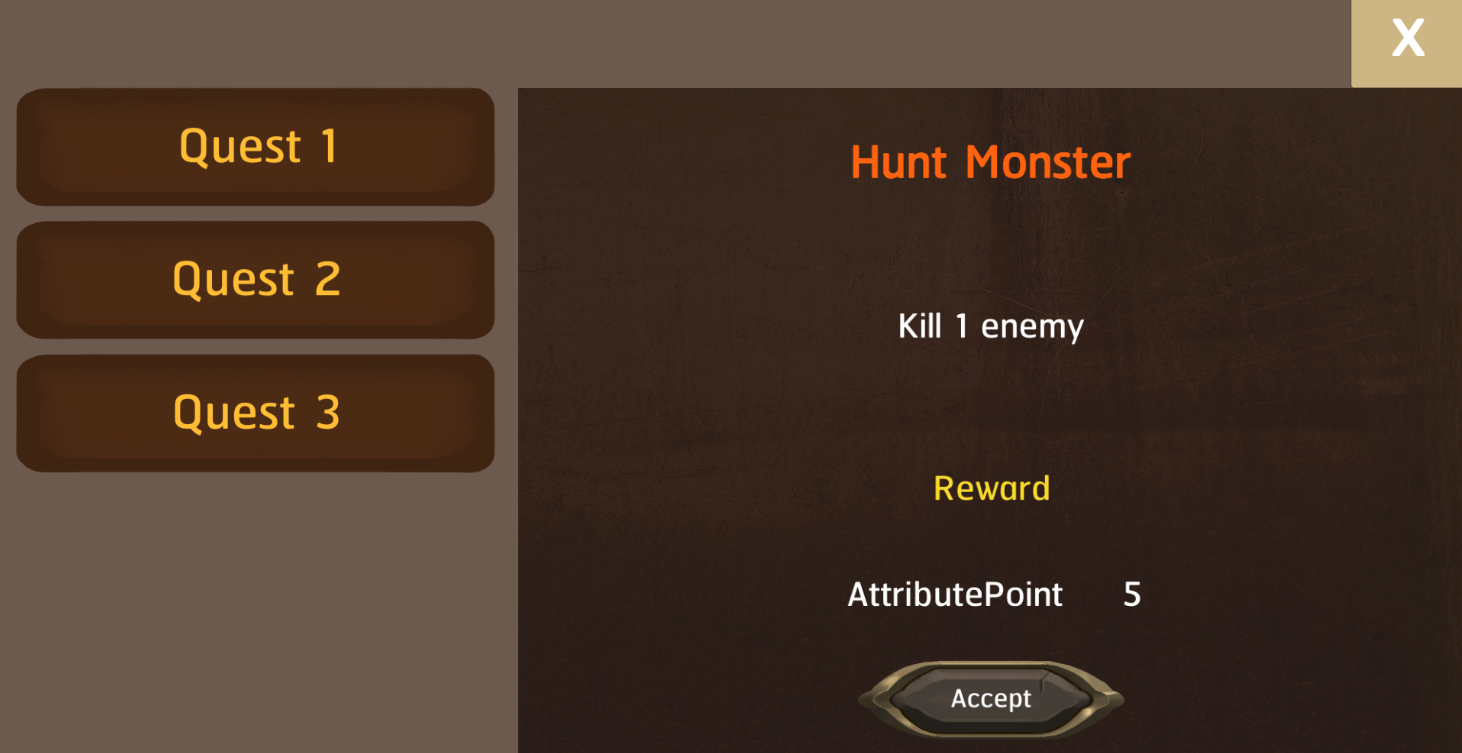 X
Quest 1
Quest 2
Quest 3
Hunt Monster
Kill 1 enemy
Reward
AttributePoint 5
Accept